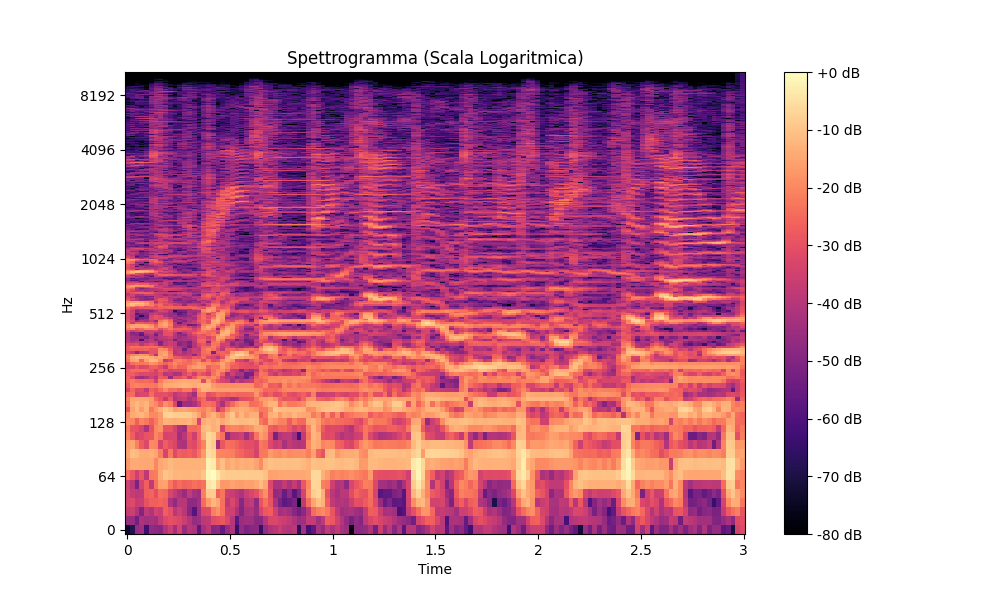 Spettrogramma (Scala Logaritmica)
Hz
8192
4096
2048
1024
512
256
128
64
0
0 0.5 1 1.5 2 2.5 3
Time
+0 dB
-10 dB
-20 dB
-30 dB
-40 dB
-50 dB
-60 dB
-70 dB
-80 dB